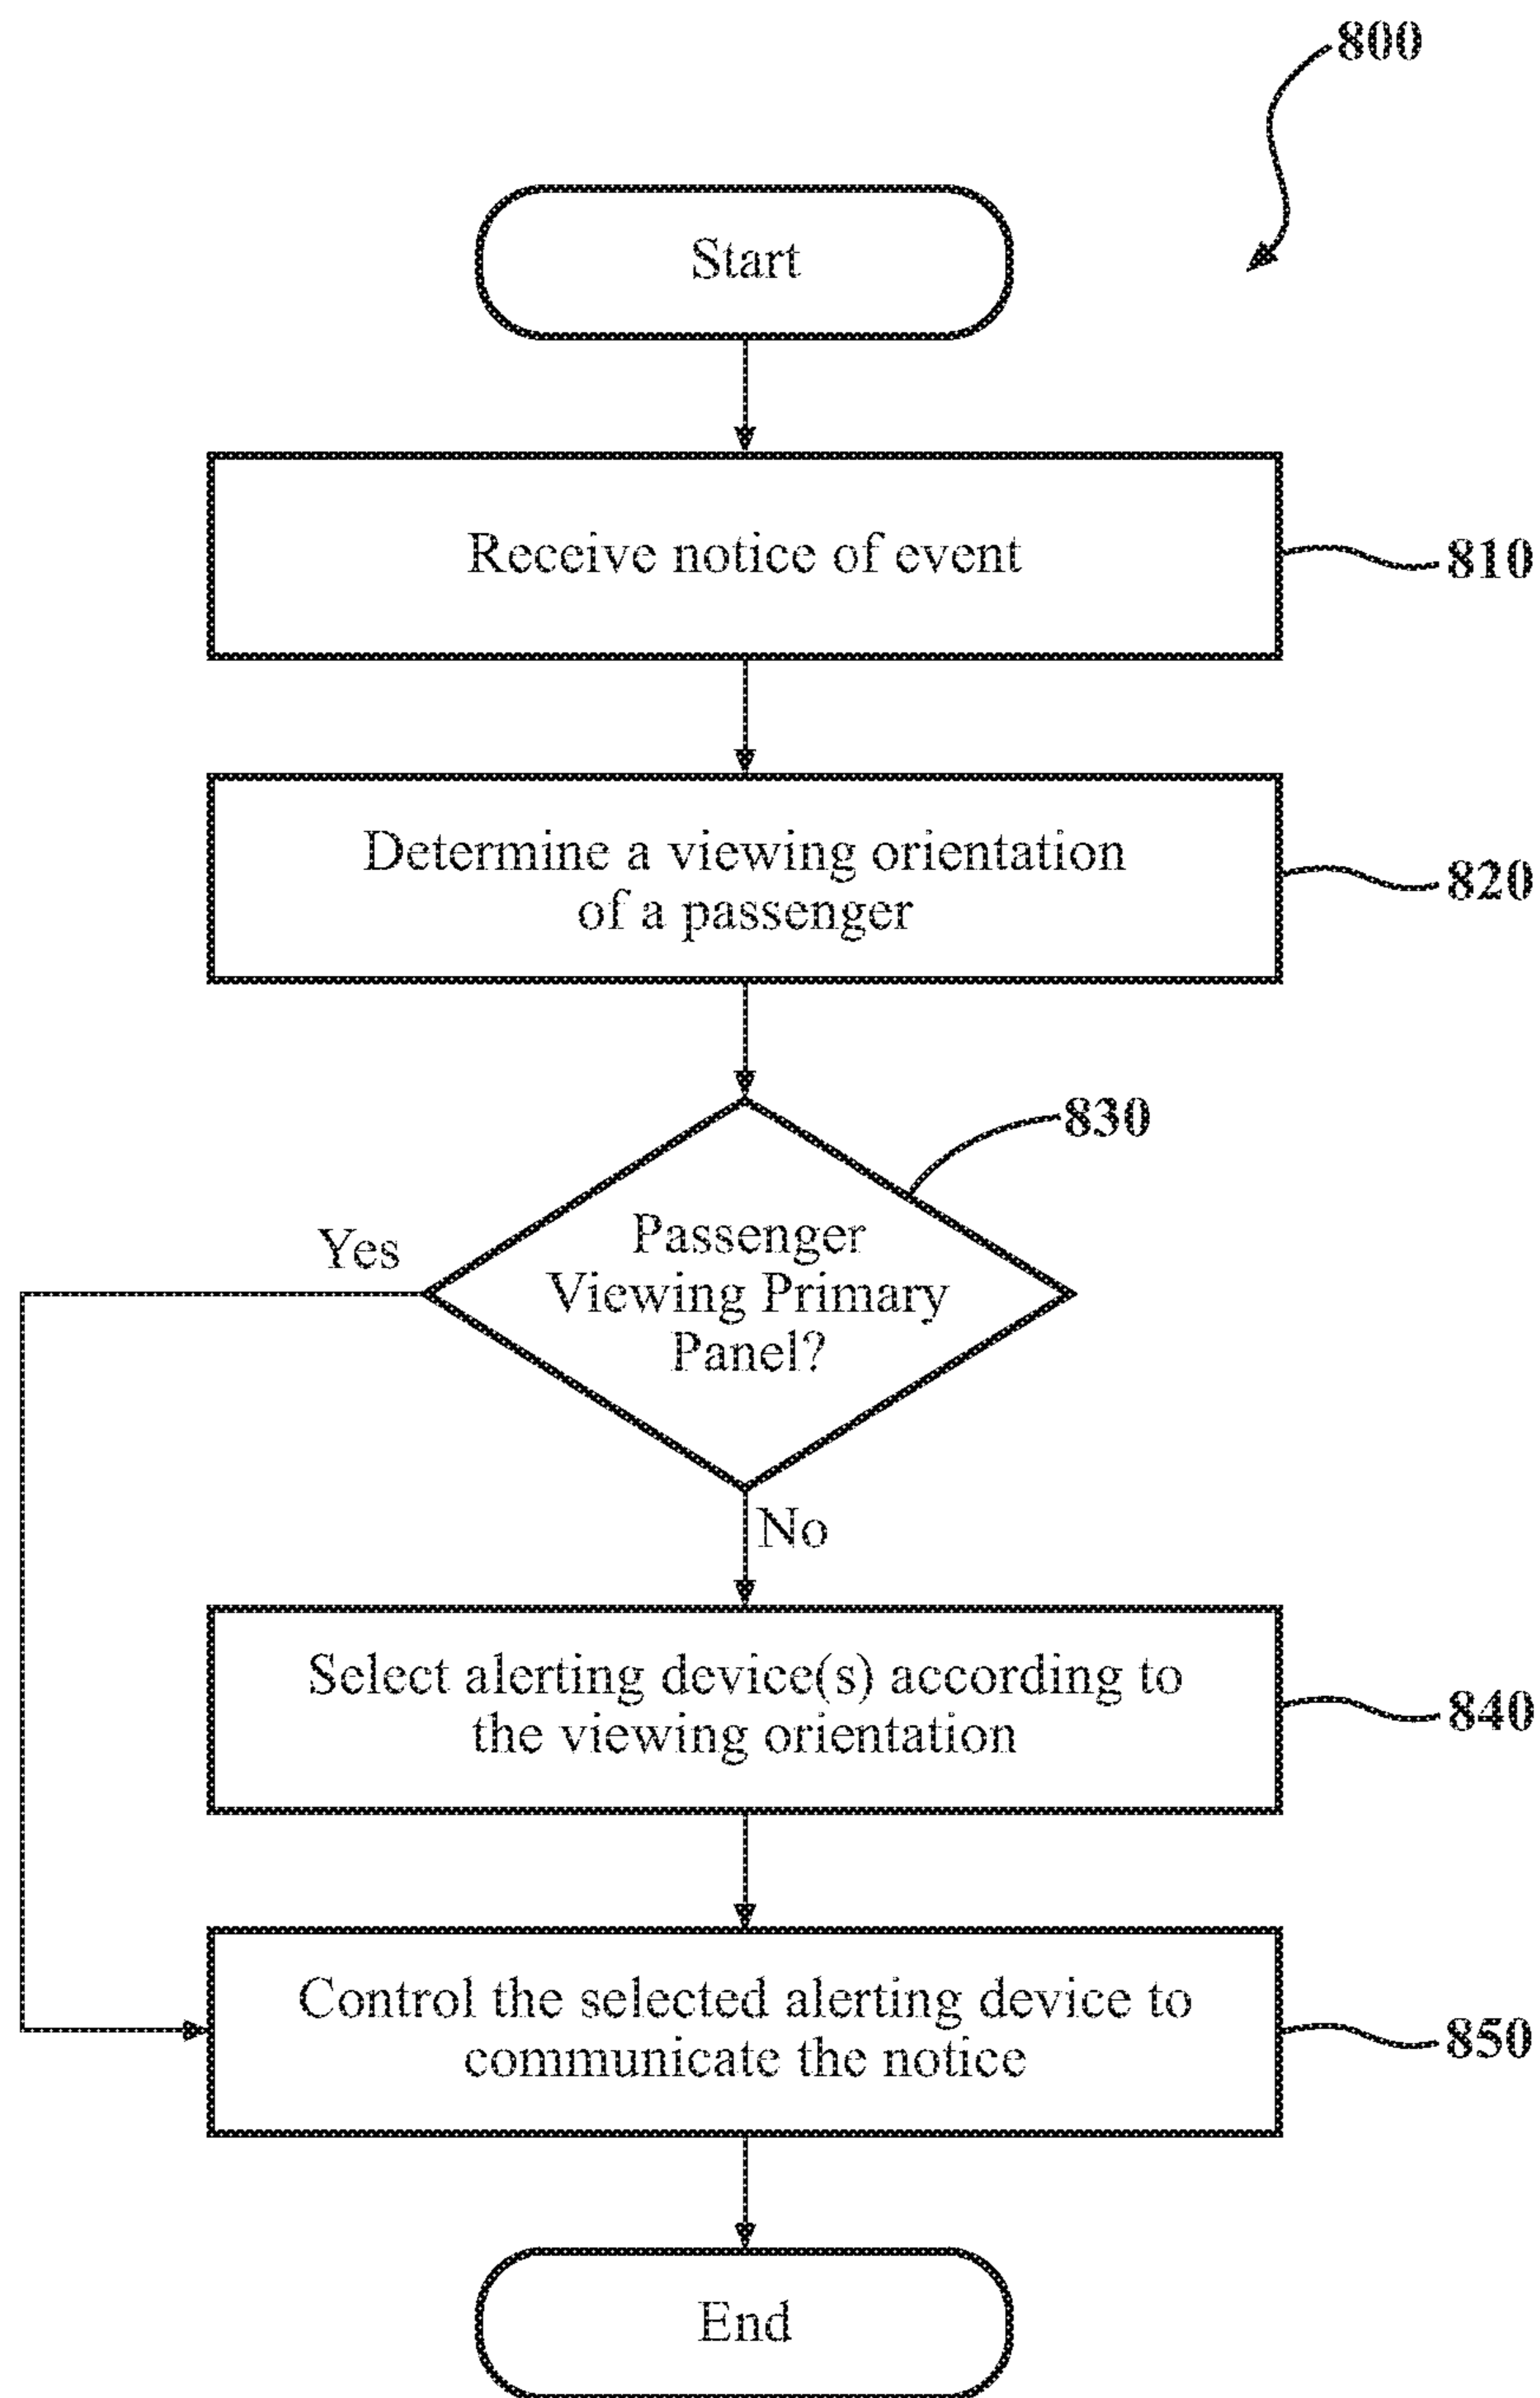 800
Start
Receive notice of event
810
Determine a viewing orientation
of a passenger
820
830
Passenger
Viewing Primary
Panel?
Yes
No
Select alerting device(s) according to
the viewing orientation
840
Control the selected alerting device to
communicate the notice
850
End